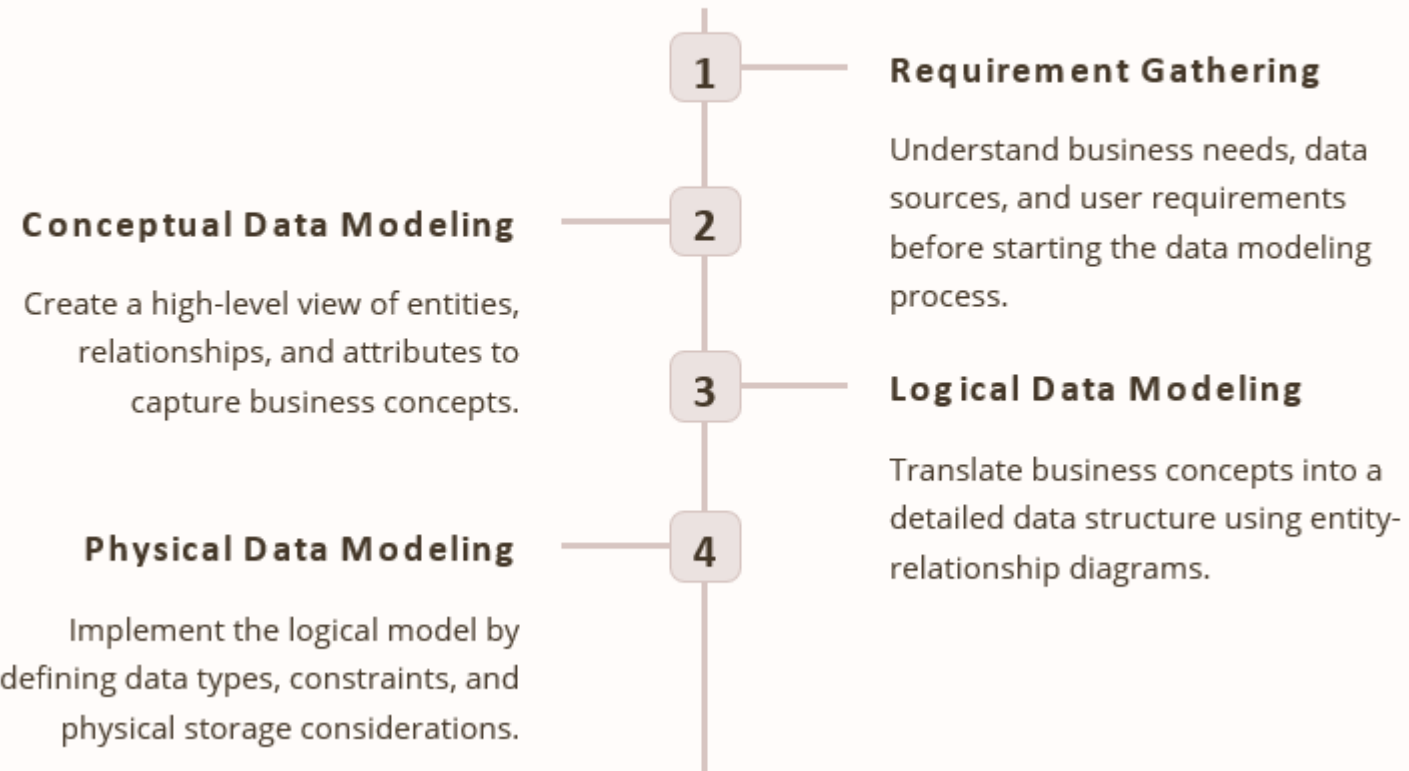 1
Requirement Gathering
Understand business needs, data
sources, and user requirements
before starting the data modeling
process.
2
Conceptual Data Modeling
Create a high-level view of entities,
relationships, and attributes to
capture business concepts.
3
Logical Data Modeling
Translate business concepts into a
detailed data structure using entity-
relationship diagrams.
4
Physical Data Modeling
Implement the logical model by
defining data types, constraints, and
physical storage considerations.